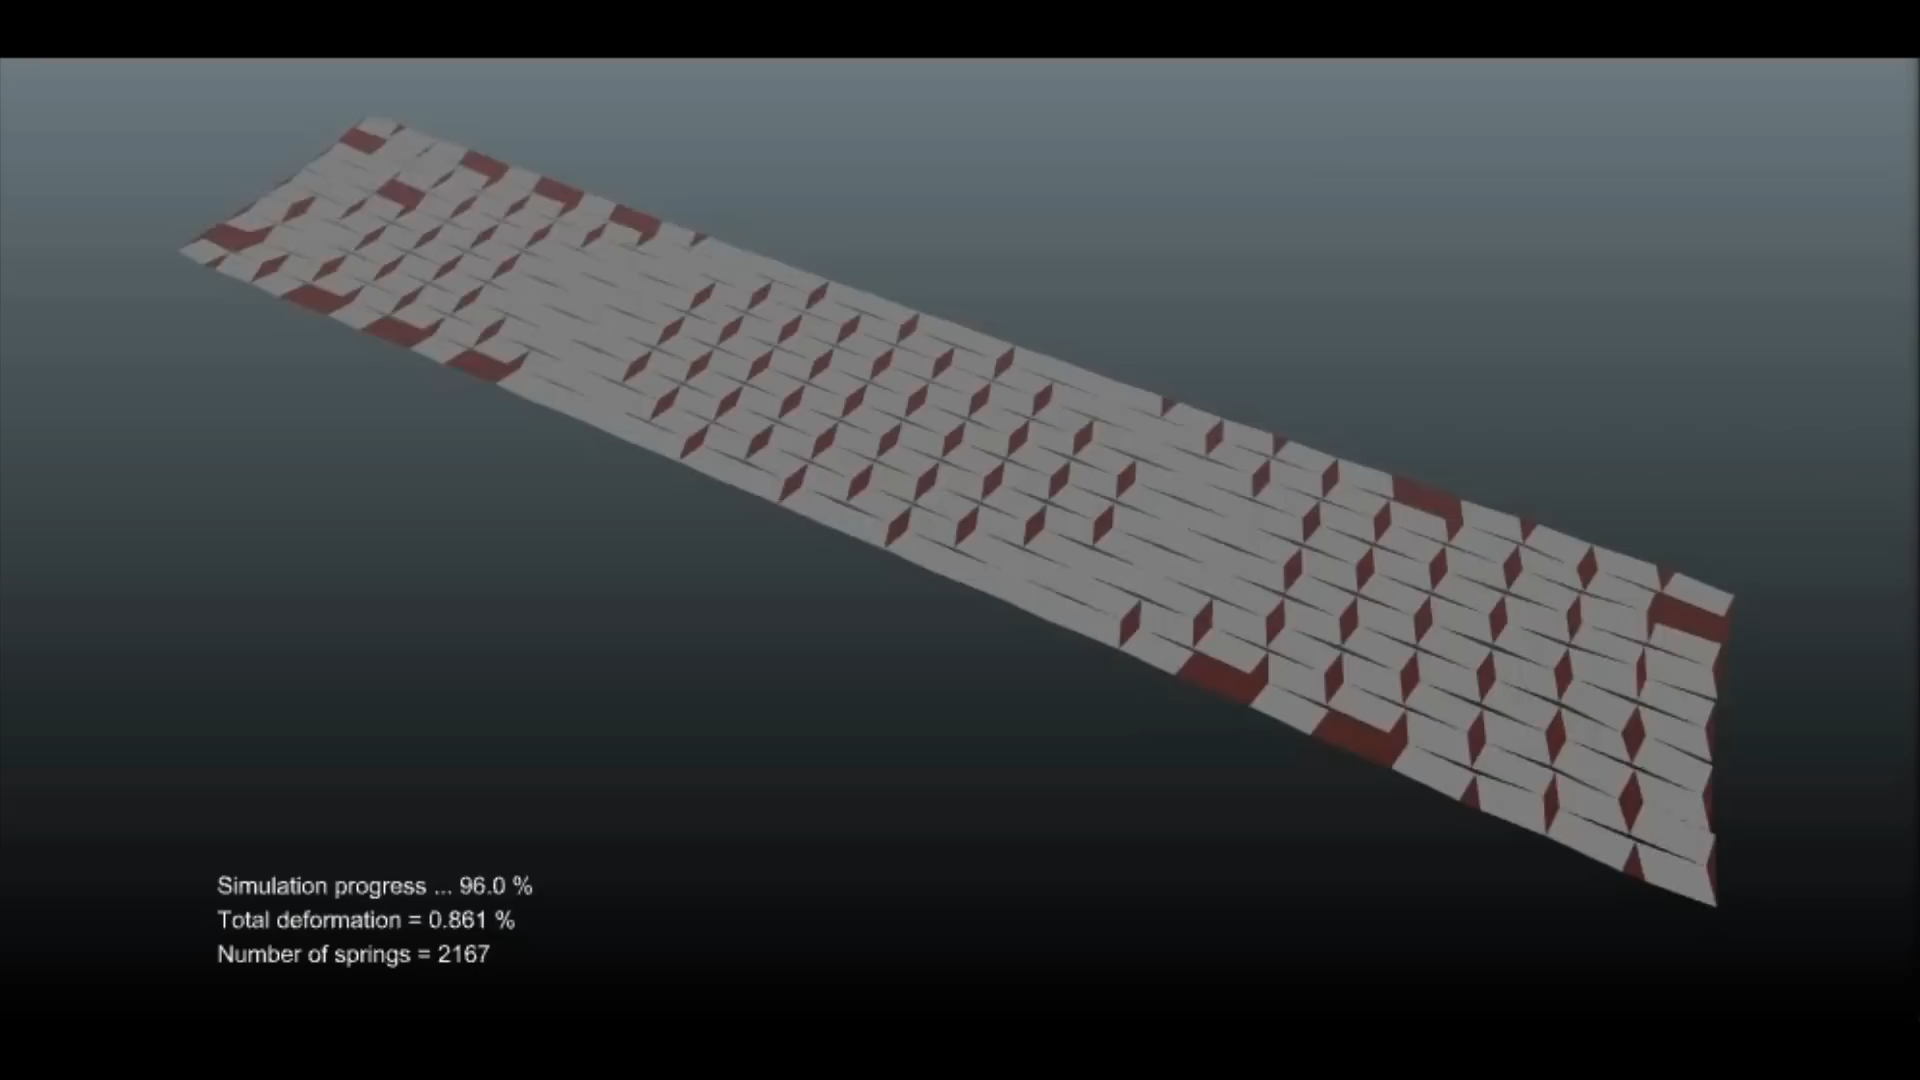 Simulation progress ... 96.0 %
Total deformation = 0.861 %
Number of springs = 2167